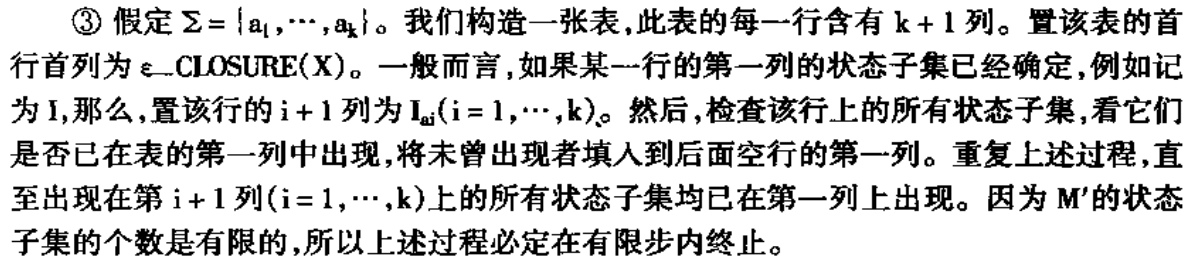 ③ 假定 Σ = {a₁,…,aₖ}。我们构造一张表,此表的每一行含有 k + 1 列。置该表的首
行首列为 ε_CLOSURE(X)。一般而言,如果某一行的第一列的状态子集已经确定,例如记
为 I,那么,置该行的 i + 1 列为 Iₐᵢ(i = 1,…,k)。然后,检查该行上的所有状态子集,看它们
是否已在表的第一列中出现,将未曾出现者填入到后面空行的第一列。重复上述过程,直
至出现在第 i + 1 列(i = 1,…,k)上的所有状态子集均已在第一列上出现。因为 M′的状态
子集的个数是有限的,所以上述过程必定在有限步内终止。